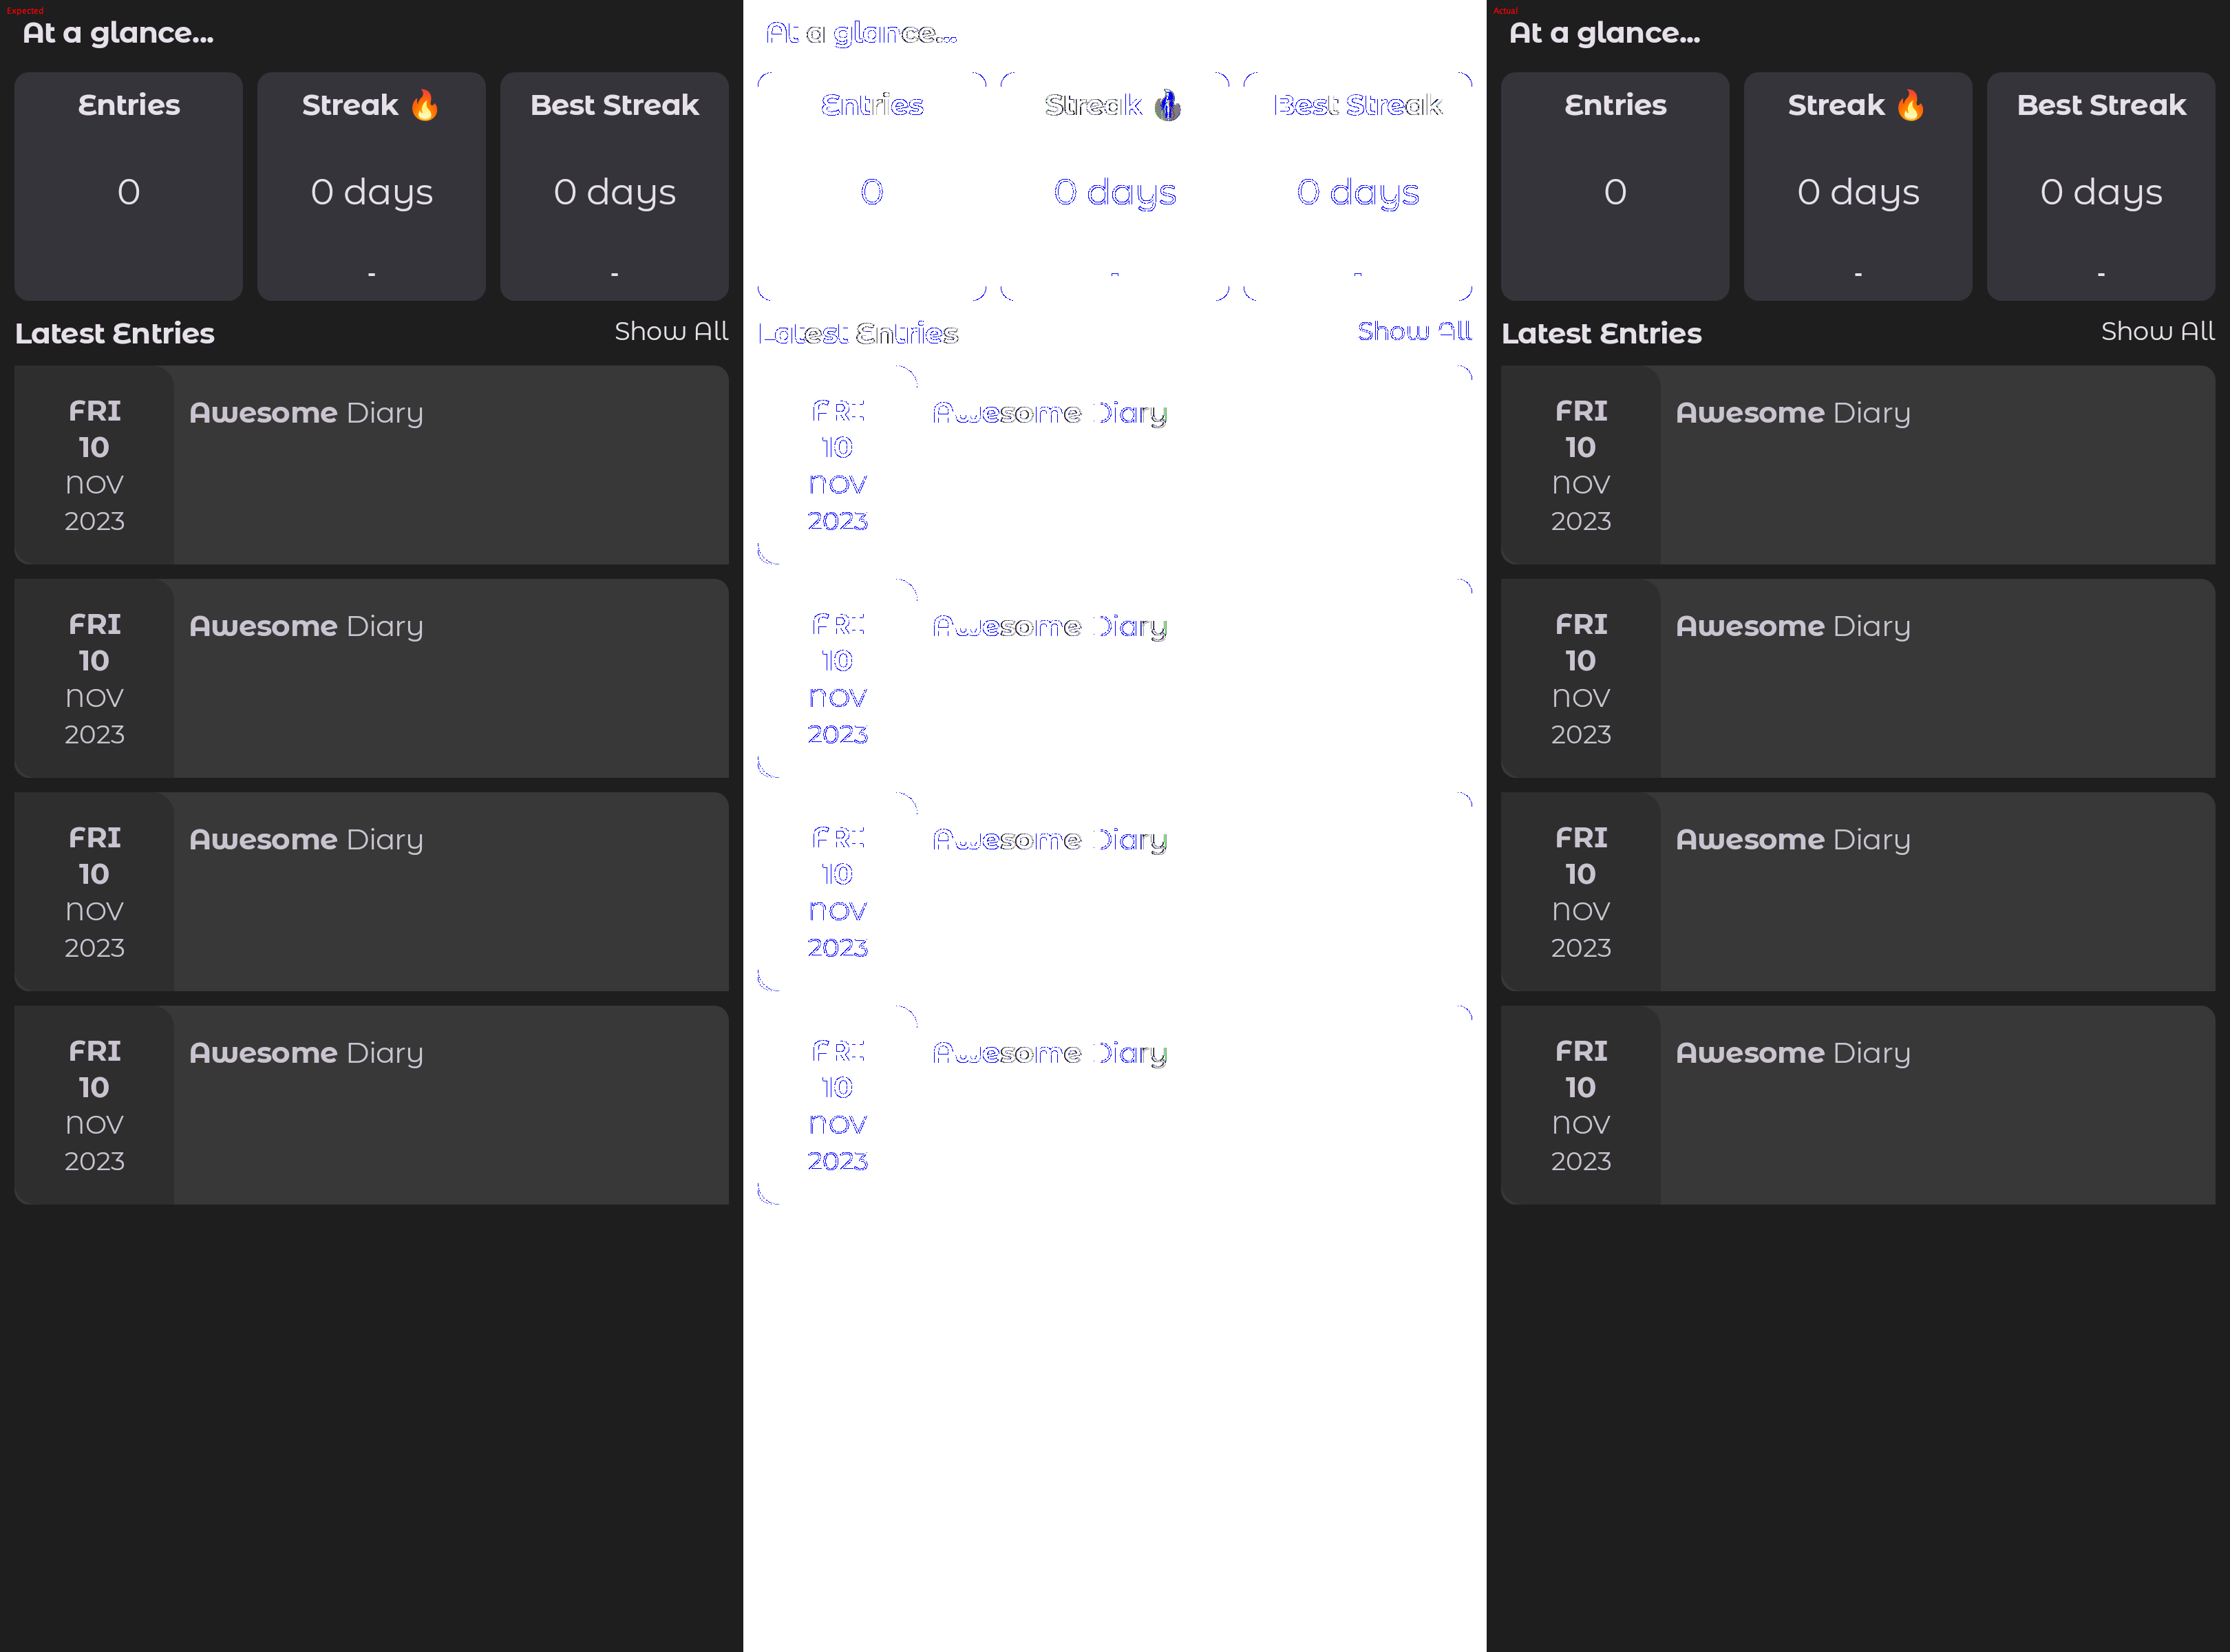 Expected
At a glance...
Entries
0
Streak 🔥
0 days
-
Best Streak
0 days
-
Latest Entries
Show All
FRI
10
NOV
2023
Awesome Diary
FRI
10
NOV
2023
Awesome Diary
FRI
10
NOV
2023
Awesome Diary
FRI
10
NOV
2023
Awesome Diary
At a glance...
Entries
0
Streak
0 days
-
Best Streak
0 days
-
Latest Entries
Show All
FRI
10
NOV
2023
Awesome Diary
FRI
10
NOV
2023
Awesome Diary
FRI
10
NOV
2023
Awesome Diary
FRI
10
NOV
2023
Awesome Diary
Actual
At a glance...
Entries
0
Streak 🔥
0 days
-
Best Streak
0 days
-
Latest Entries
Show All
FRI
10
NOV
2023
Awesome Diary
FRI
10
NOV
2023
Awesome Diary
FRI
10
NOV
2023
Awesome Diary
FRI
10
NOV
2023
Awesome Diary